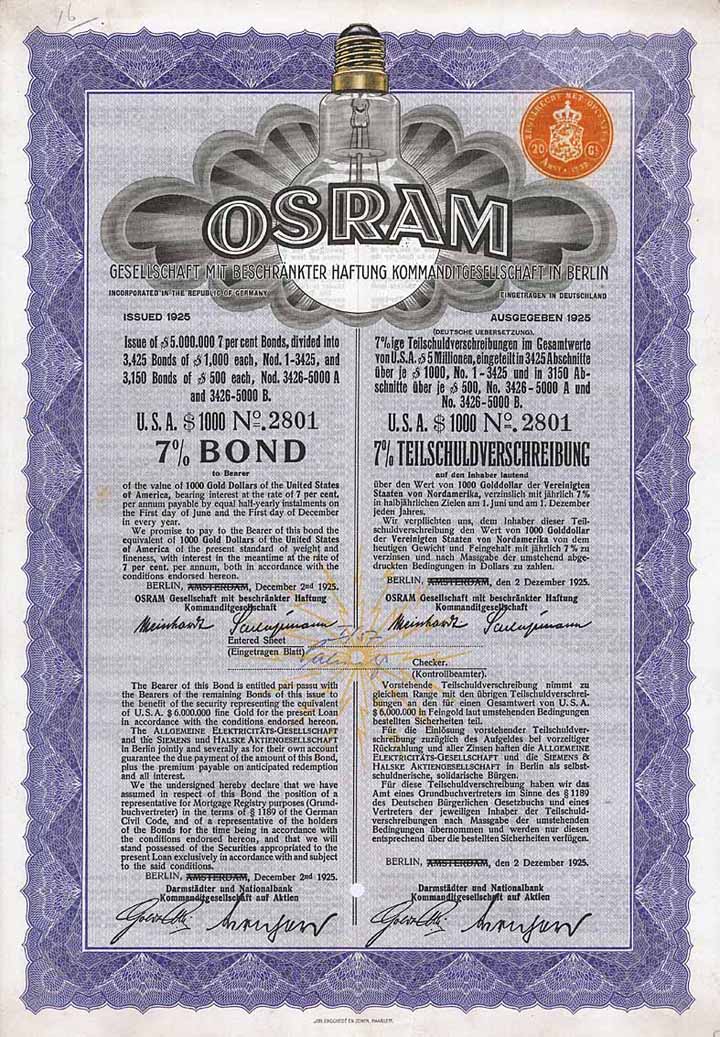 16
ZEGELRECHT MET OPCENTEN
20 Gt
AMST
OSRAM
GESELLSCHAFT MIT BESCHRÄNKTER HAFTUNG KOMMANDITGESELLSCHAFT IN BERLIN
INCORPORATED IN THE REPUBLIC OF GERMANY
EINGETRAGEN IN DEUTSCHLAND
ISSUED 1925
Issue of $ 5.000.000 7 per cent Bonds, divided into
3,425 Bonds of $ 1,000 each, Nod. 1-3425, and
3,150 Bonds of $ 500 each, Nod. 3426-5000 A
and 3426-5000 B.
U.S.A. $ 1000 No. 2801
7% BOND
to Bearer
of the value of 1000 Gold Dollars of the United States
of America, bearing interest at the rate of 7 per cent.
per annum payable by equal half-yearly instalments on
the First day of June and the First day of December
in every year.
We promise to pay to the Bearer of this bond the
equivalent of 1000 Gold Dollars of the United States
of America of the present standard of weight and
fineness, with interest in the meantime at the rate of
7 per cent. per annum, both in accordance with the
conditions endorsed hereon.
BERLIN, AMSTERDAM, December 2nd 1925.
OSRAM Gesellschaft mit beschränkter Haftung
Kommanditgesellschaft
Meinhardt
Entered Sheet
(Eingetragen Blatt)
The Bearer of this Bond is entitled pari passu with
the Bearers of the remaining Bonds of this issue to
the benefit of the security representing the equivalent
of U.S.A. $ 6.000.000 fine Gold for the present Loan
in accordance with the conditions endorsed hereon.
The ALLGEMEINE ELEKTRICITÄTS-GESELLSCHAFT
and the SIEMENS und HALSKE AKTIENGESELLSCHAFT
in Berlin jointly and severally as for their own account
guarantee the due payment of the amount of this Bond,
plus the premium payable on anticipated redemption
and all interest.
We the undersigned hereby declare that we have
assumed in respect of this Bond the position of a
representative for Mortgage Registry purposes (Grund-
buchvertreter) in the terms of § 1189 of the German
Civil Code, and of a representative of the holders
of the Bonds for the time being in accordance with
the conditions endorsed hereon, and that we will
stand possessed of the Securities appropriated to the
present Loan exclusively in accordance with and subject
to the said conditions.
BERLIN, AMSTERDAM, December 2nd 1925.
Darmstädter und Nationalbank
Kommanditgesellschaft auf Aktien
AUSGEGEBEN 1925
(DEUTSCHE UEBERSETZUNG).
7%ige Teilschuldverschreibungen im Gesamtwerte
von U.S.A. $ 5 Millionen, eingeteilt in 3425 Abschnitte
über je $ 1000, No. 1-3425 und in 3150 Ab-
schnitte über je $ 500, No. 3426-5000 A und
No. 3426-5000 B.
U.S.A. $ 1000 No. 2801
7% TEILSCHULDVERSCHREIBUNG
auf den Inhaber lautend
über den Wert von 1000 Golddollar der Vereinigten
Staaten von Nordamerika, verzinslich mit jährlich 7%
in halbjährlichen Zielen am 1. Juni und am 1. Dezember
jeden Jahres.
Wir verpflichten uns, dem Inhaber dieser Teil-
schuldverschreibung den Wert von 1000 Golddollar
der Vereinigten Staaten von Nordamerika von dem
heutigen Gewicht und Feingehalt mit jährlich 7% zu
verzinsen und nach Massgabe der umstehend abge-
druckten Bedingungen in Dollars zu zahlen.
BERLIN, AMSTERDAM, den 2 Dezember 1925.
OSRAM Gesellschaft mit beschränkter Haftung
Kommanditgesellschaft
Meinhardt
Checker.
(Kontrollbeamter).
Vorstehende Teilschuldverschreibung nimmt zu
gleichem Range mit den übrigen Teilschuldverschrei-
bungen an den für einen Gesamtwert von U.S.A.
$ 6.000.000 in Feingold laut umstehenden Bedingungen
bestellten Sicherheiten teil.
Für die Einlösung vorstehender Teilschuldver-
schreibung zuzüglich des Aufgeldes bei vorzeitiger
Rückzahlung und aller Zinsen haften die ALLGEMEINE
ELEKTRICITÄTS-GESELLSCHAFT und die SIEMENS &
HALSKE AKTIENGESELLSCHAFT in Berlin als selbst-
schuldnerische, solidarische Bürgen.
Für diese Teilschuldverschreibung haben wir das
Amt eines Grundbuchvertreters im Sinne des § 1189
des Deutschen Bürgerlichen Gesetzbuchs und eines
Vertreters der jeweiligen Inhaber der Teilschuld-
verschreibungen nach Massgabe der umstehenden
Bedingungen übernommen und werden nur diesen
entsprechend über die bestellten Sicherheiten verfügen.
BERLIN, AMSTERDAM, den 2 Dezember 1925.
Darmstädter und Nationalbank
Kommanditgesellschaft auf Aktien
JOH. ENSCHEDÉ EN ZONEN, HAARLEM.